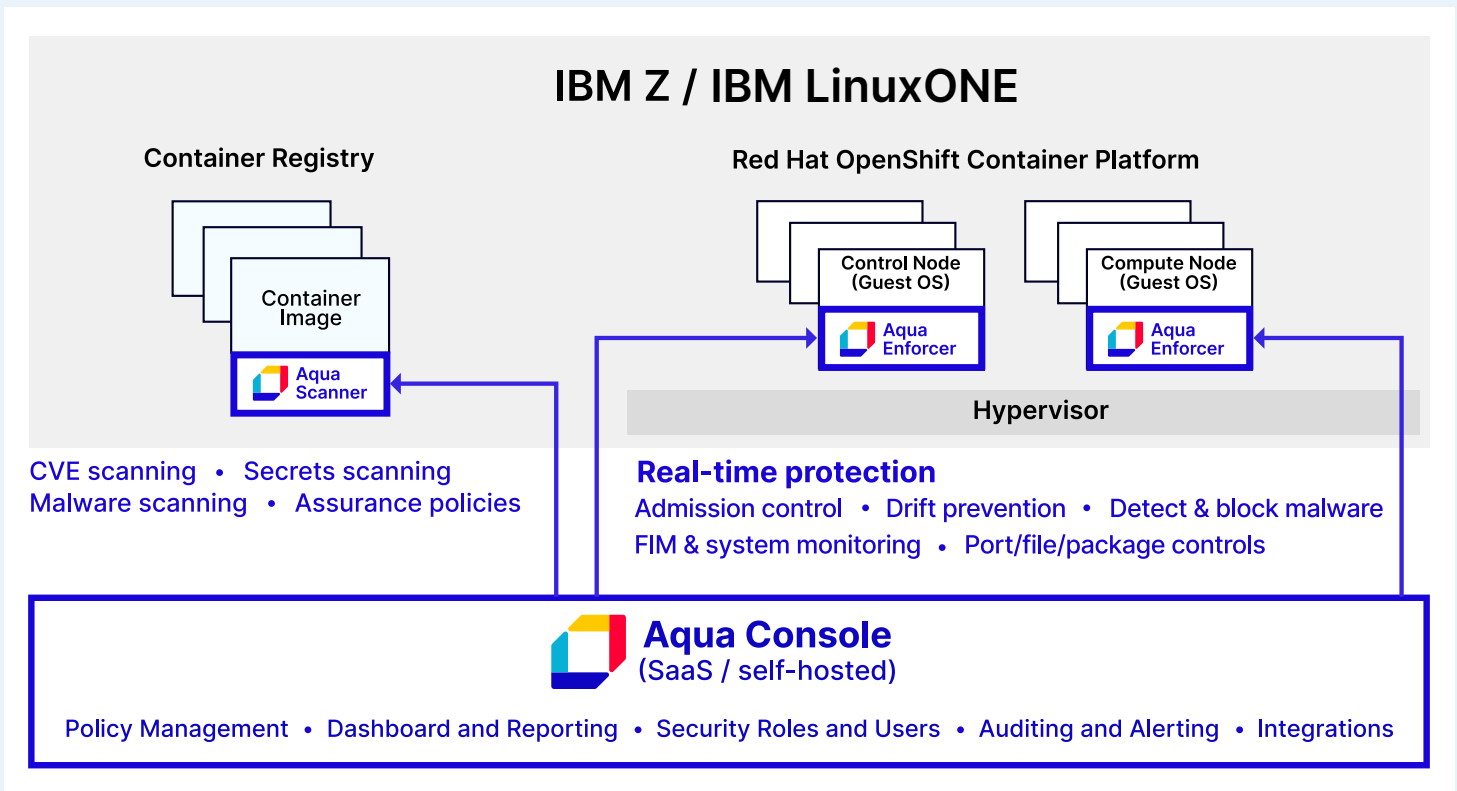 IBM Z / IBM LinuxONE
Container Registry
Container
Image
Aqua
Scanner
Red Hat OpenShift Container Platform
Control Node
(Guest OS)
Aqua
Enforcer
Compute Node
(Guest OS)
Aqua
Enforcer
Hypervisor
CVE scanning • Secrets scanning
Malware scanning • Assurance policies
Real-time protection
Admission control • Drift prevention • Detect & block malware
FIM & system monitoring • Port/file/package controls
Aqua Console
(SaaS / self-hosted)
Policy Management • Dashboard and Reporting • Security Roles and Users • Auditing and Alerting • Integrations